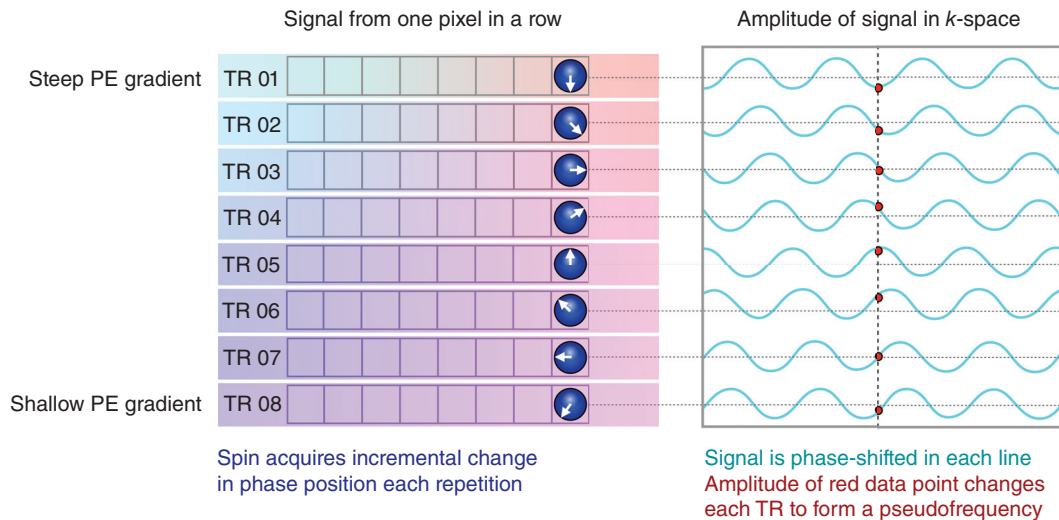 Signal from one pixel in a row
Amplitude of signal in k-space
Steep PE gradient
TR 01
TR 02
TR 03
TR 04
TR 05
TR 06
TR 07
Shallow PE gradient
TR 08
Spin acquires incremental change
in phase position each repetition
Signal is phase-shifted in each line
Amplitude of red data point changes
each TR to form a pseudofrequency